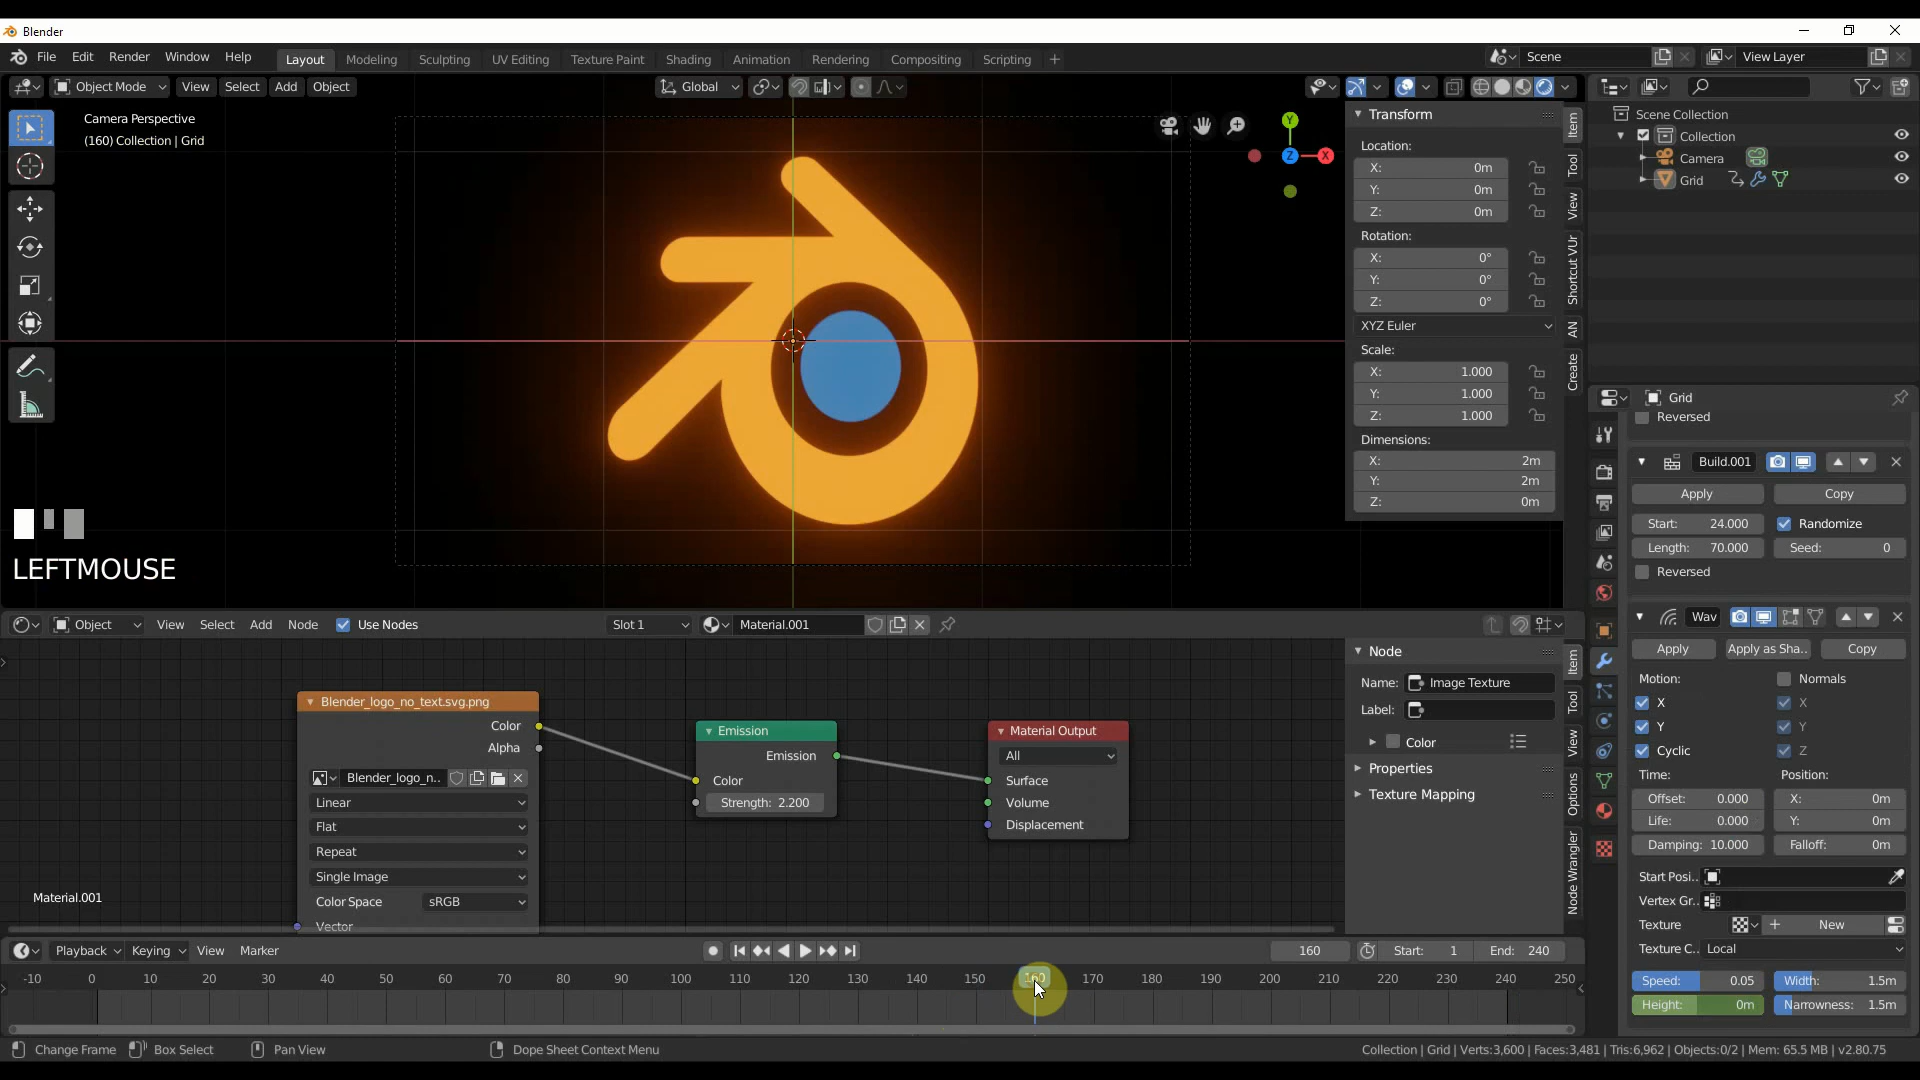 Blender
File Edit Render Window Help Layout Modeling Sculpting UV Editing Texture Paint Shading Animation Rendering Compositing Scripting + Scene View Layer
Object Mode View Select Add Object Global
Camera Perspective
(160) Collection | Grid
Y
Z X
LEFTMOUSE
Transform
Location:
X: 0m
Y: 0m
Z: 0m
Rotation:
X: 0°
Y: 0°
Z: 0°
XYZ Euler
Scale:
X: 1.000
Y: 1.000
Z: 1.000
Dimensions:
X: 2m
Y: 2m
Z: 0m
Item
Tool
View
Shortcut VUr
AN
Create
Scene Collection
Collection
Camera
Grid
Grid
Reversed
Build.001
Apply Copy
Start: 24.000 Randomize
Length: 70.000 Seed: 0
Reversed
Wav
Apply Apply as Sha.. Copy
Motion: Normals
X X
Y Y
Cyclic Z
Time: Position:
Offset: 0.000 X: 0m
Life: 0.000 Y: 0m
Damping: 10.000 Falloff: 0m
Start Posi..
Vertex Gr..
Texture New
Texture C.. Local
Speed: 0.05 Width: 1.5m
Height: 0m Narrowness: 1.5m
Object View Select Add Node Use Nodes Slot 1 Material.001
Blender_logo_no_text.svg.png
Color
Alpha
Blender_logo_n..
Linear
Flat
Repeat
Single Image
Color Space sRGB
Vector
Emission
Emission
Color
Strength: 2.200
Material Output
All
Surface
Volume
Displacement
Material.001
Node
Name: Image Texture
Label:
Color
Properties
Texture Mapping
Item
Tool
View
Options
Node Wrangler
Playback Keying View Marker 160 Start: 1 End: 240
-10 0 10 20 30 40 50 60 70 80 90 100 110 120 130 140 150 160 170 180 190 200 210 220 230 240 250
Change Frame Box Select Pan View Dope Sheet Context Menu Collection | Grid | Verts:3,600 | Faces:3,481 | Tris:6,962 | Objects:0/2 | Mem: 65.5 MB | v2.80.75